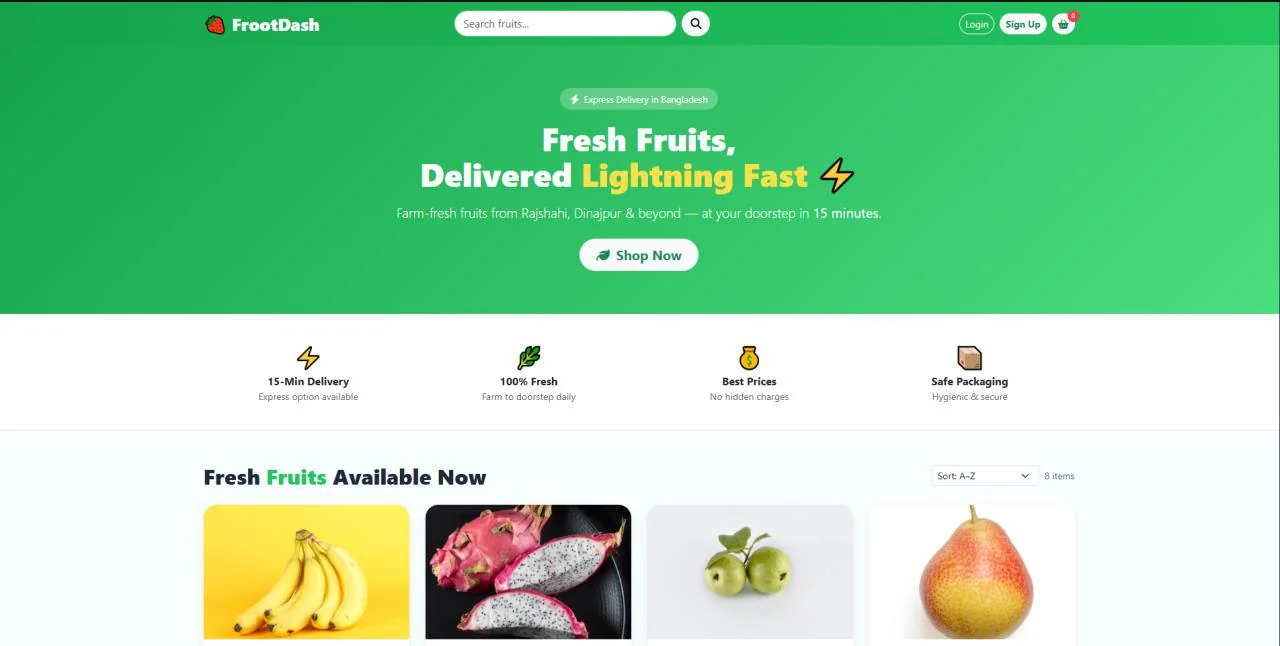 FrootDash
Search fruits...
Login
Sign Up
0
Express Delivery in Bangladesh
Fresh Fruits,
Delivered Lightning Fast
Farm-fresh fruits from Rajshahi, Dinajpur & beyond — at your doorstep in 15 minutes.
Shop Now
15-Min Delivery
Express option available
100% Fresh
Farm to doorstep daily
Best Prices
No hidden charges
Safe Packaging
Hygienic & secure
Fresh Fruits Available Now
Sort: A–Z
8 items